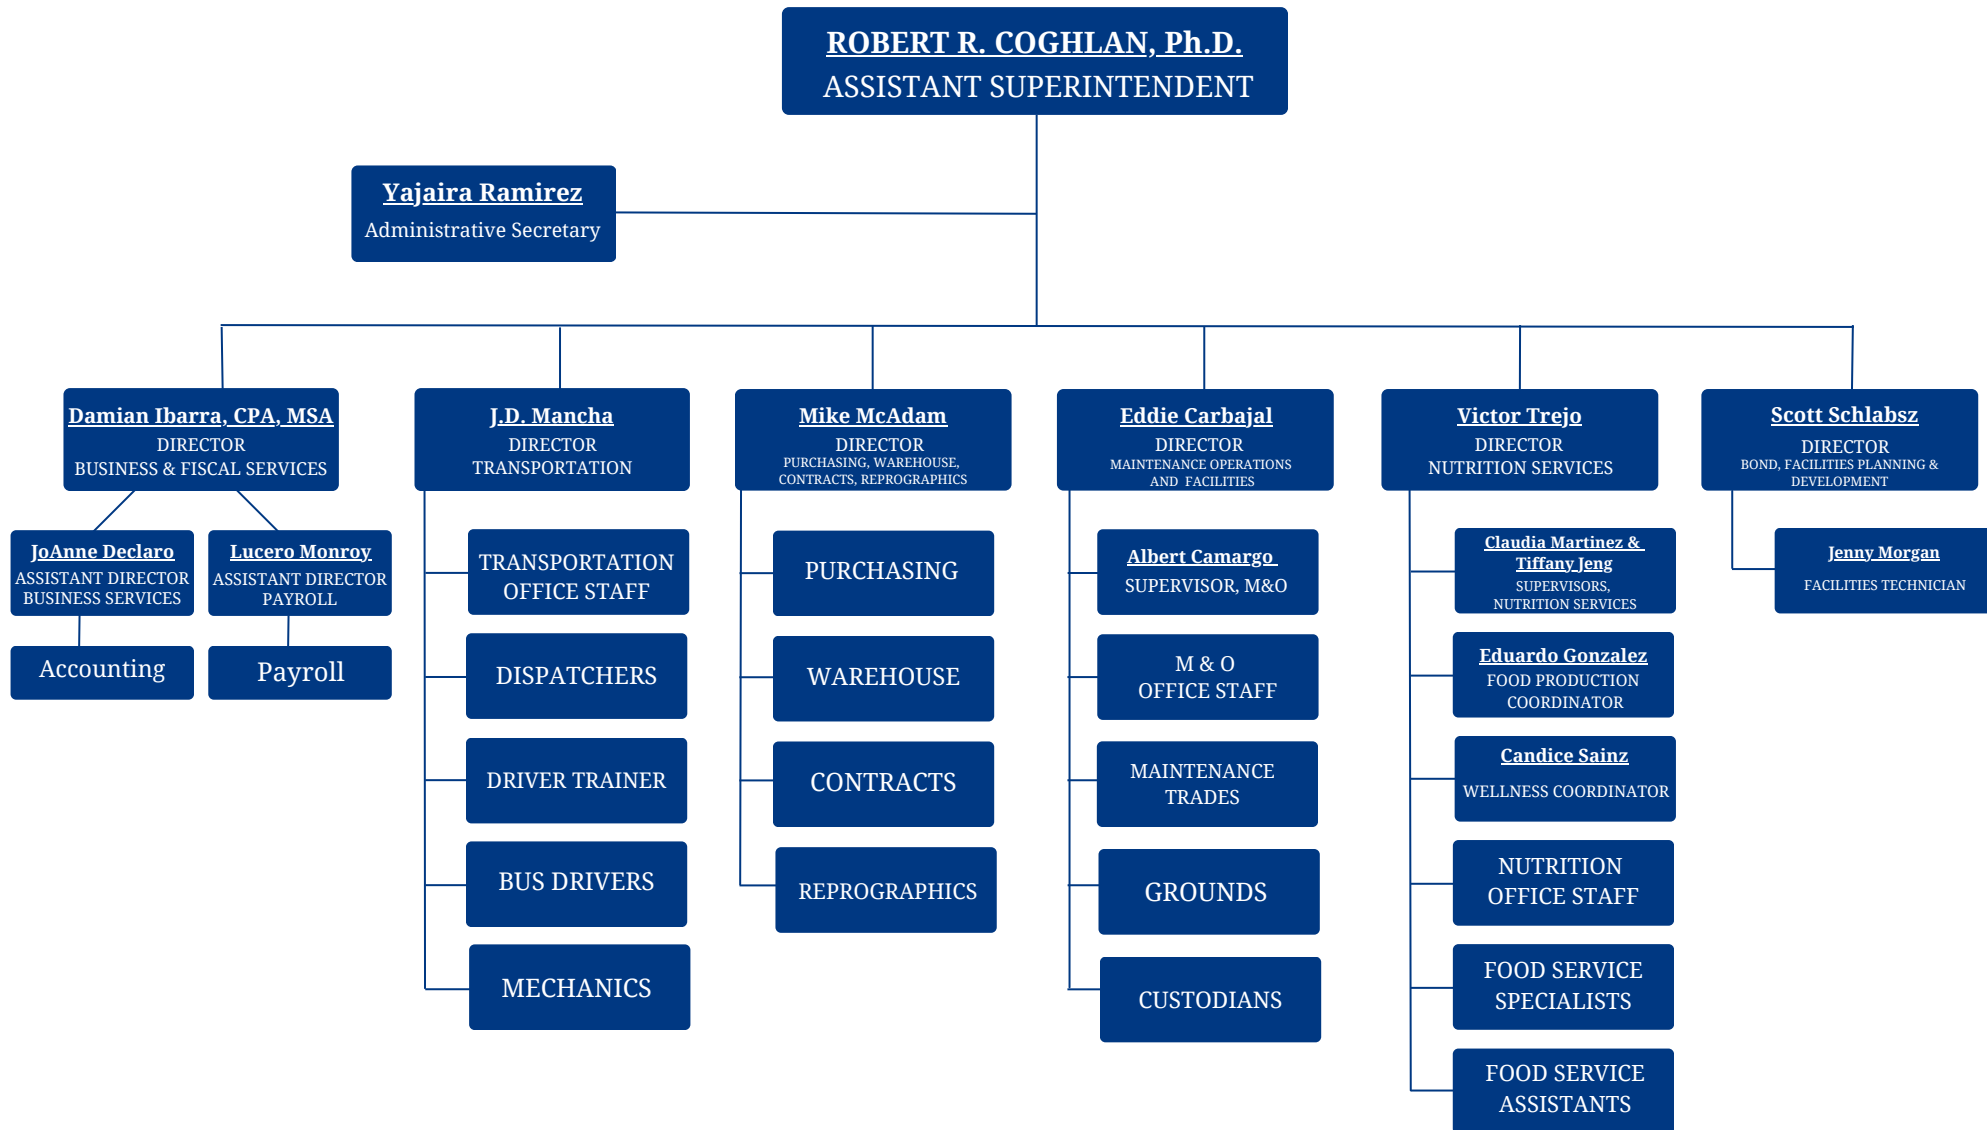 ROBERT R. COGHLAN, Ph.D.
ASSISTANT SUPERINTENDENT
Yajaira Ramirez
Administrative Secretary
Damian Ibarra, CPA, MSA
DIRECTOR
BUSINESS & FISCAL SERVICES
JoAnne Declaro
ASSISTANT DIRECTOR
BUSINESS SERVICES
Accounting
Lucero Monroy
ASSISTANT DIRECTOR
PAYROLL
Payroll
J.D. Mancha
DIRECTOR
TRANSPORTATION
TRANSPORTATION
OFFICE STAFF
DISPATCHERS
DRIVER TRAINER
BUS DRIVERS
MECHANICS
Mike McAdam
DIRECTOR
PURCHASING, WAREHOUSE,
CONTRACTS, REPROGRAPHICS
PURCHASING
WAREHOUSE
CONTRACTS
REPROGRAPHICS
Eddie Carbajal
DIRECTOR
MAINTENANCE OPERATIONS
AND FACILITIES
Albert Camargo
SUPERVISOR, M&O
M & O
OFFICE STAFF
MAINTENANCE
TRADES
GROUNDS
CUSTODIANS
Victor Trejo
DIRECTOR
NUTRITION SERVICES
Claudia Martinez &
Tiffany Jeng
SUPERVISORS,
NUTRITION SERVICES
Eduardo Gonzalez
FOOD PRODUCTION
COORDINATOR
Candice Sainz
WELLNESS COORDINATOR
NUTRITION
OFFICE STAFF
FOOD SERVICE
SPECIALISTS
FOOD SERVICE
ASSISTANTS
Scott Schlabsz
DIRECTOR
BOND, FACILITIES PLANNING &
DEVELOPMENT
Jenny Morgan
FACILITIES TECHNICIAN